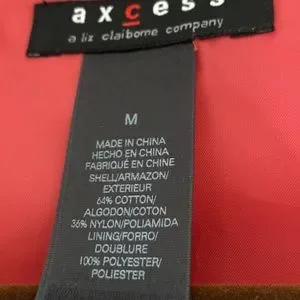 axcess
a liz claiborne company
M
MADE IN CHINA
HECHO EN CHINA
FABRIQUÉ EN CHINE
SHELL/ARMAZON/
EXTERIEUR
64% COTTON/
ALGODON/COTON
36% NYLON/POLIAMIDA
LINING/FORRO/
DOUBLURE
100% POLYESTER/
POLIESTER